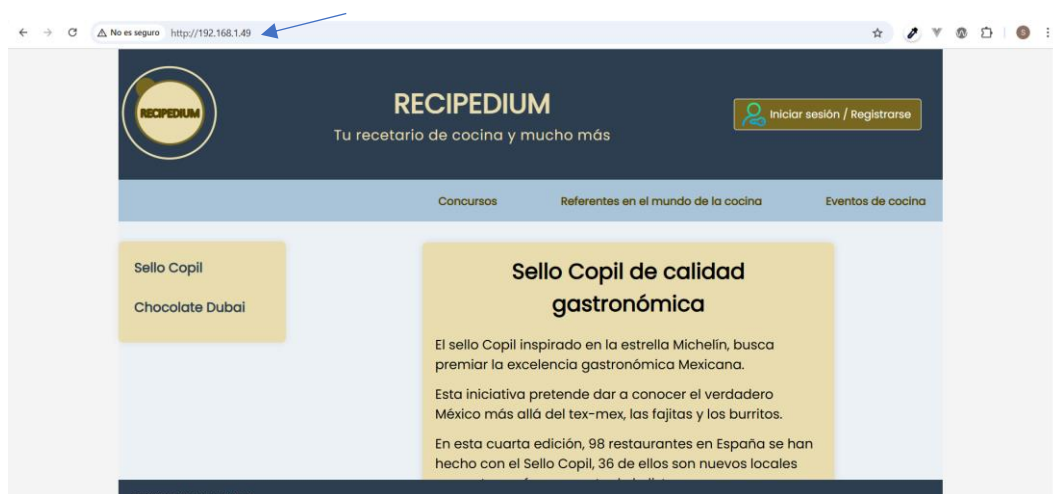 No es seguro http://192.168.1.49
S
RECIPEDIUM
RECIPEDIUM
Tu recetario de cocina y mucho más
Iniciar sesión / Registrarse
Concursos Referentes en el mundo de la cocina Eventos de cocina
Sello Copil
Chocolate Dubai
Sello Copil de calidad
gastronómica
El sello Copil inspirado en la estrella Michelín, busca
premiar la excelencia gastronómica Mexicana.
Esta iniciativa pretende dar a conocer el verdadero
México más allá del tex-mex, las fajitas y los burritos.
En esta cuarta edición, 98 restaurantes en España se han
hecho con el Sello Copil, 36 de ellos son nuevos locales